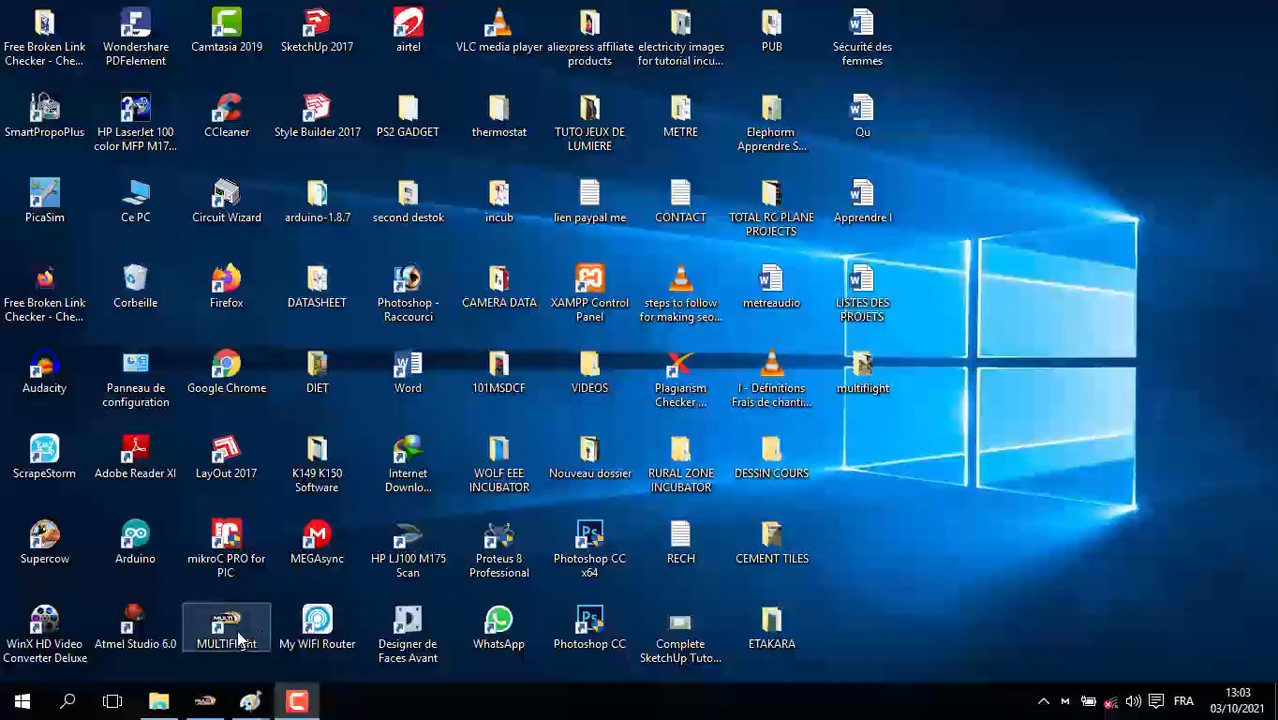 Free Broken Link
Checker - Che...
Wondershare
PDFelement
Camtasia 2019
SketchUp 2017
airtel
VLC media player
aliexpress affiliate
products
electricity images
for tutorial incu...
PUB
Sécurité des
femmes
SmartPropoPlus
HP LaserJet 100
color MFP M17...
CCleaner
Style Builder 2017
PS2 GADGET
thermostat
TUTO JEUX DE
LUMIERE
METRE
Elephorm
Apprendre S...
Qu
PicaSim
Ce PC
Circuit Wizard
arduino-1.8.7
second destok
incub
lien paypal me
CONTACT
TOTAL RC PLANE
PROJECTS
Apprendre l
Free Broken Link
Checker - Che...
Corbeille
Firefox
DATASHEET
Photoshop -
Raccourci
CAMERA DATA
XAMPP Control
Panel
steps to follow
for making seo...
metreaudio
LISTES DES
PROJETS
Audacity
Panneau de
configuration
Google Chrome
DIET
Word
101MSDCF
VIDEOS
Plagiarism
Checker....
I - Définitions
Frais de chanti...
multiflight
ScrapeStorm
Adobe Reader XI
LayOut 2017
K149 K150
Software
Internet
Downlo...
WOLF EEE
INCUBATOR
Nouveau dossier
RURAL ZONE
INCUBATOR
DESSIN COURS
Supercow
Arduino
mikroC PRO for
PIC
MEGAsync
HP LJ100 M175
Scan
Proteus 8
Professional
Photoshop CC
x64
RECH
CEMENT TILES
WinX HD Video
Converter Deluxe
Atmel Studio 6.0
MULTIFlight
My WIFI Router
Designer de
Faces Avant
WhatsApp
Photoshop CC
Complete
SketchUp Tuto...
ETAKARA
FRA
13:03
03/10/2021